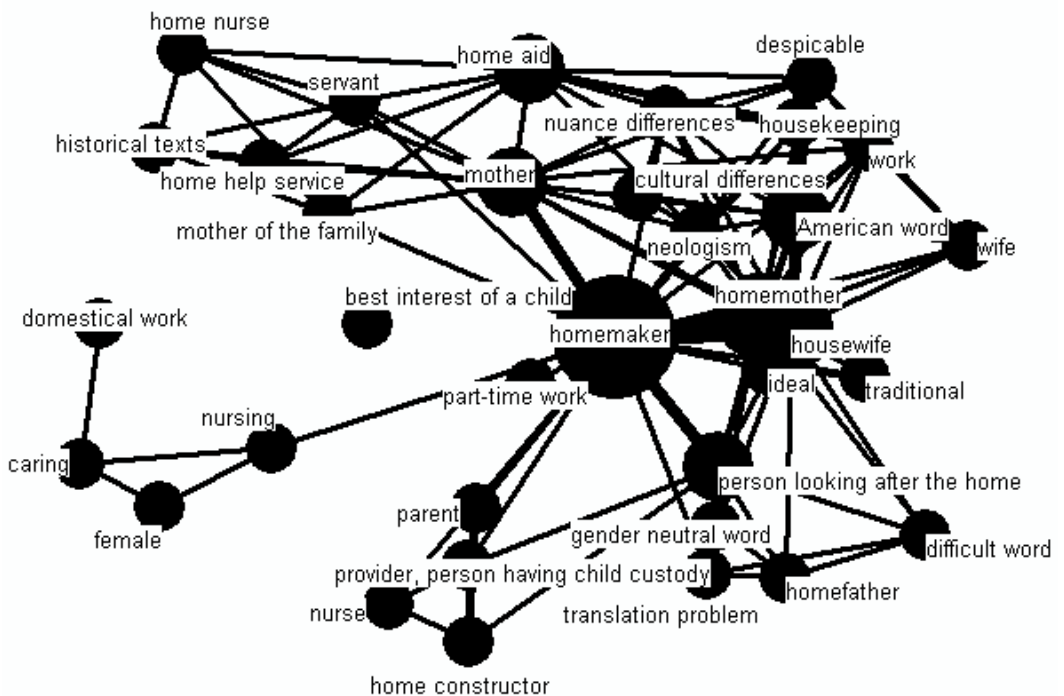 home nurse
despicable
home aid
servant
nuance differences
housekeeping
historical texts
work
home help service
mother
cultural differences
mother of the family
neologism
American word
wife
best interest of a child
homemother
domestical work
homemaker
housewife
ideal
traditional
part-time work
nursing
caring
person looking after the home
parent
female
gender neutral word
difficult word
provider, person having child custody
homefather
nurse
translation problem
home constructor